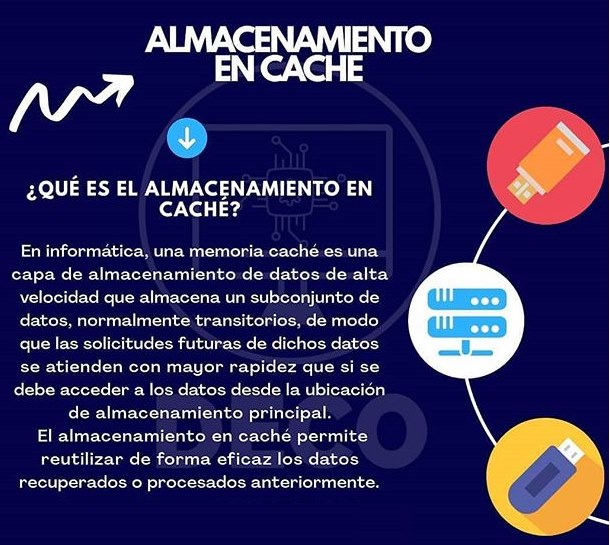 ALMACENAMIENTO
EN CACHE
¿QUÉ ES EL ALMACENAMIENTO EN
CACHÉ?
En informática, una memoria caché es una
capa de almacenamiento de datos de alta
velocidad que almacena un subconjunto de
datos, normalmente transitorios, de modo
que las solicitudes futuras de dichos datos
se atienden con mayor rapidez que si se
debe acceder a los datos desde la ubicación
de almacenamiento principal.
El almacenamiento en caché permite
reutilizar de forma eficaz los datos
recuperados o procesados anteriormente.
DECO